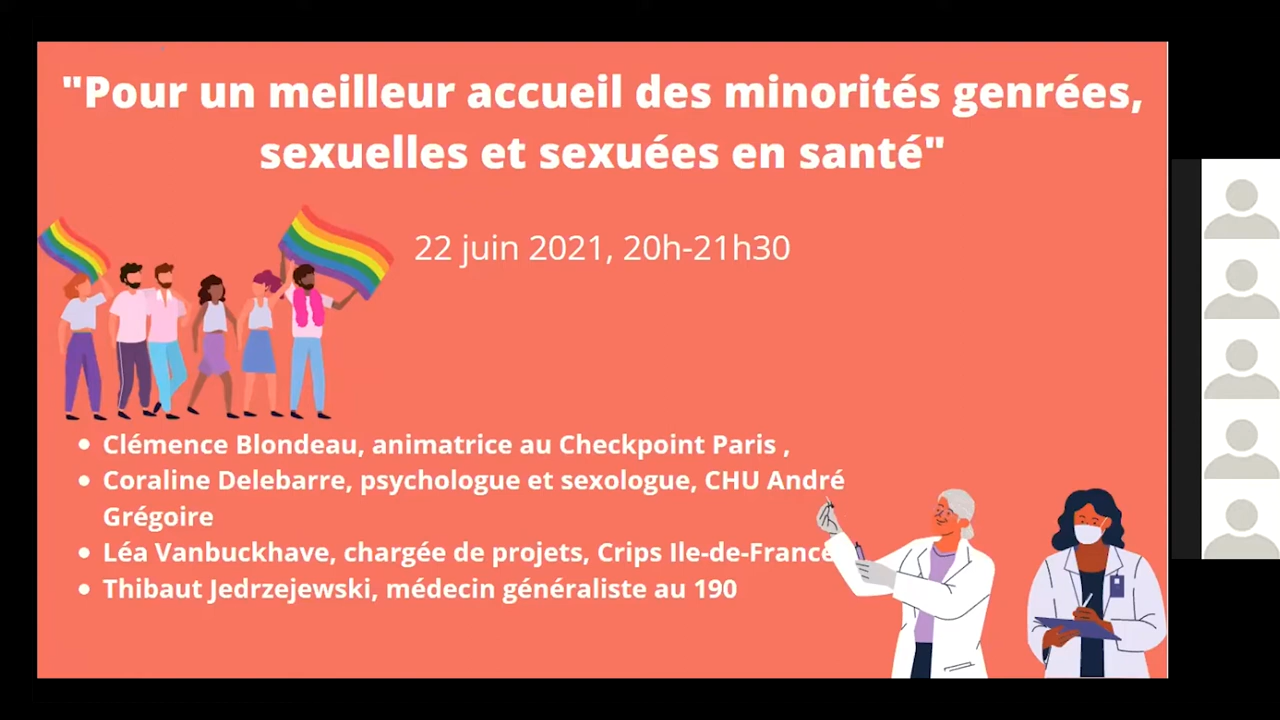 "Pour un meilleur accueil des minorités genrées,
sexuelles et sexuées en santé"
22 juin 2021, 20h-21h30
• Clémence Blondeau, animatrice au Checkpoint Paris ,
• Coraline Delebarre, psychologue et sexologue, CHU André
Grégoire
• Léa Vanbuckhave, chargée de projets, Crips Ile-de-France
• Thibaut Jedrzejewski, médecin généraliste au 190